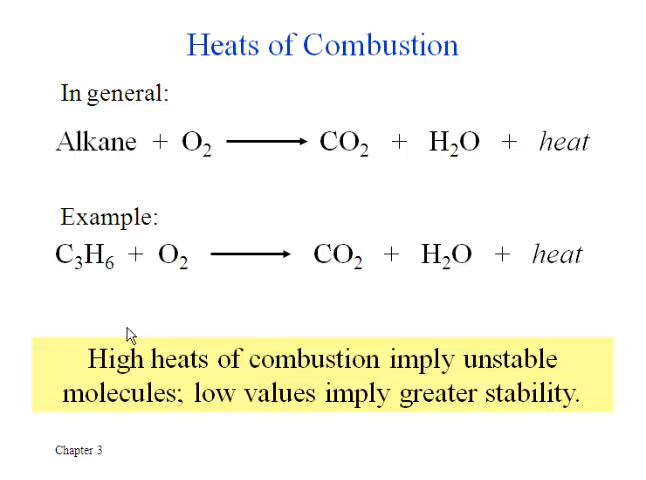 Heats of Combustion
In general:
Alkane + O₂ ⟶ CO₂ + H₂O + heat
Example:
C₃H₆ + O₂ ⟶ CO₂ + H₂O + heat
High heats of combustion imply unstable
molecules; low values imply greater stability.
Chapter 3